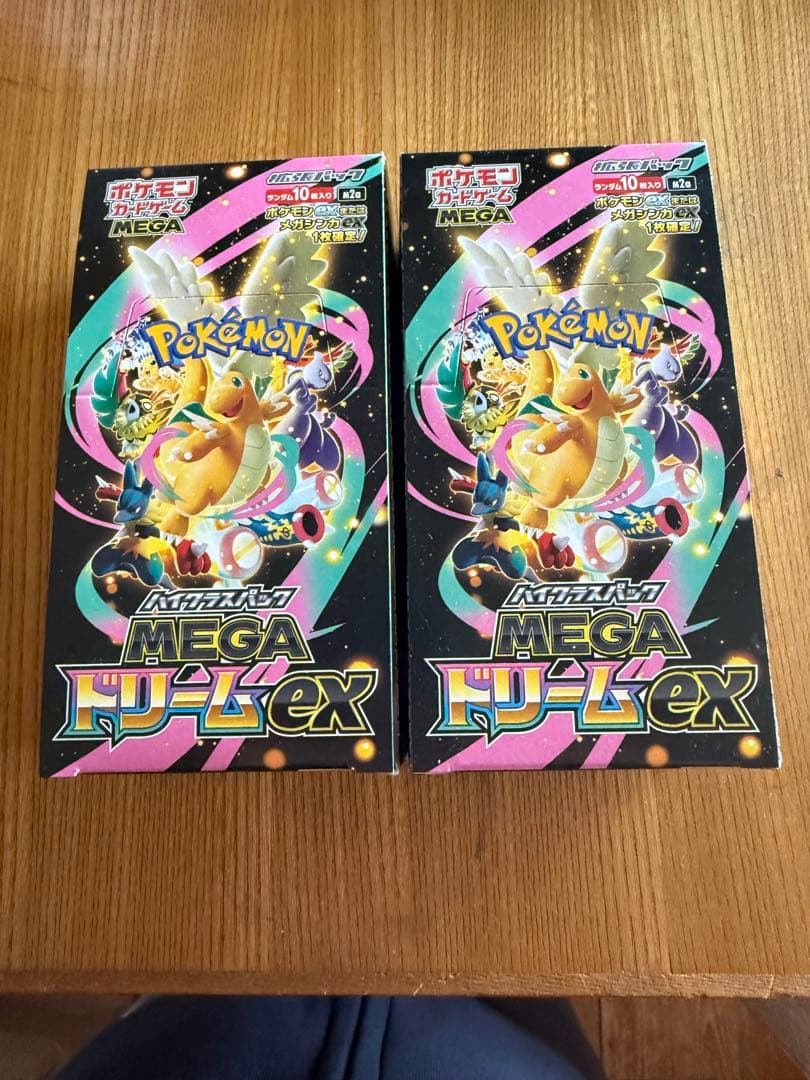 ポケモン
カードゲーム
MEGA
拡張パック
ランダム10枚入り
M2a
ポケモンexまたは
メガシンカex
1枚確定!
POKéMON
ハイクラスパック
MEGA
ドリームex
ポケモン
カードゲーム
MEGA
拡張パック
ランダム10枚入り
M2a
ポケモンexまたは
メガシンカex
1枚確定!
POKéMON
ハイクラスパック
MEGA
ドリームex